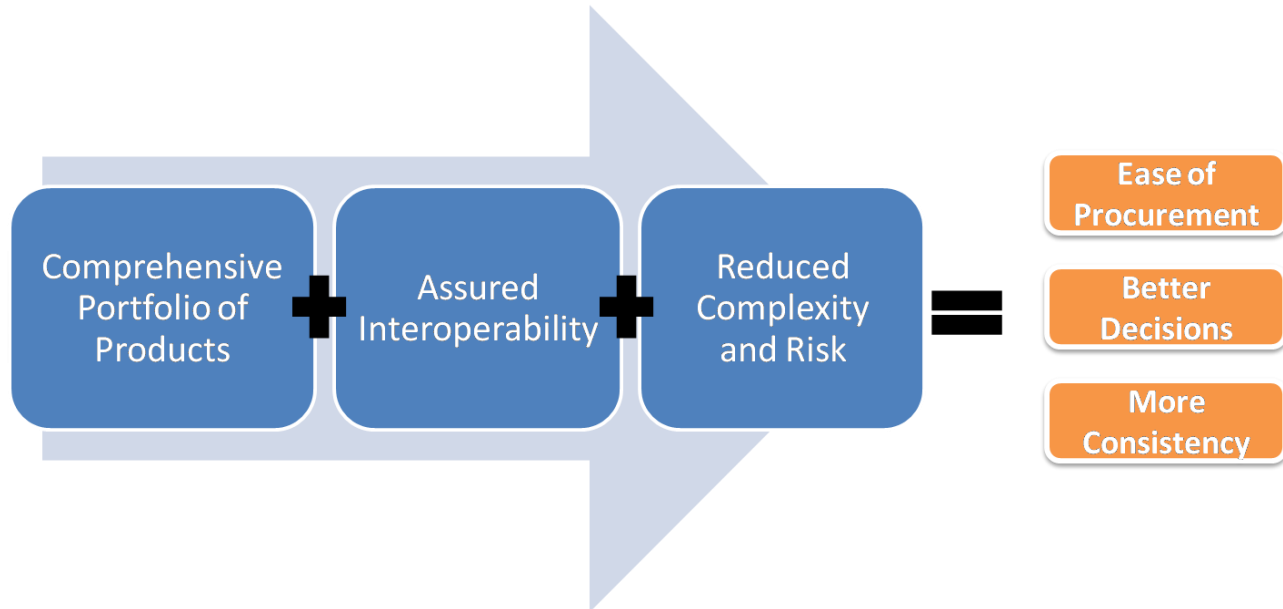 Comprehensive
Portfolio of
Products
Assured
Interoperability
Reduced
Complexity
and Risk
Ease of
Procurement
Better
Decisions
More
Consistency